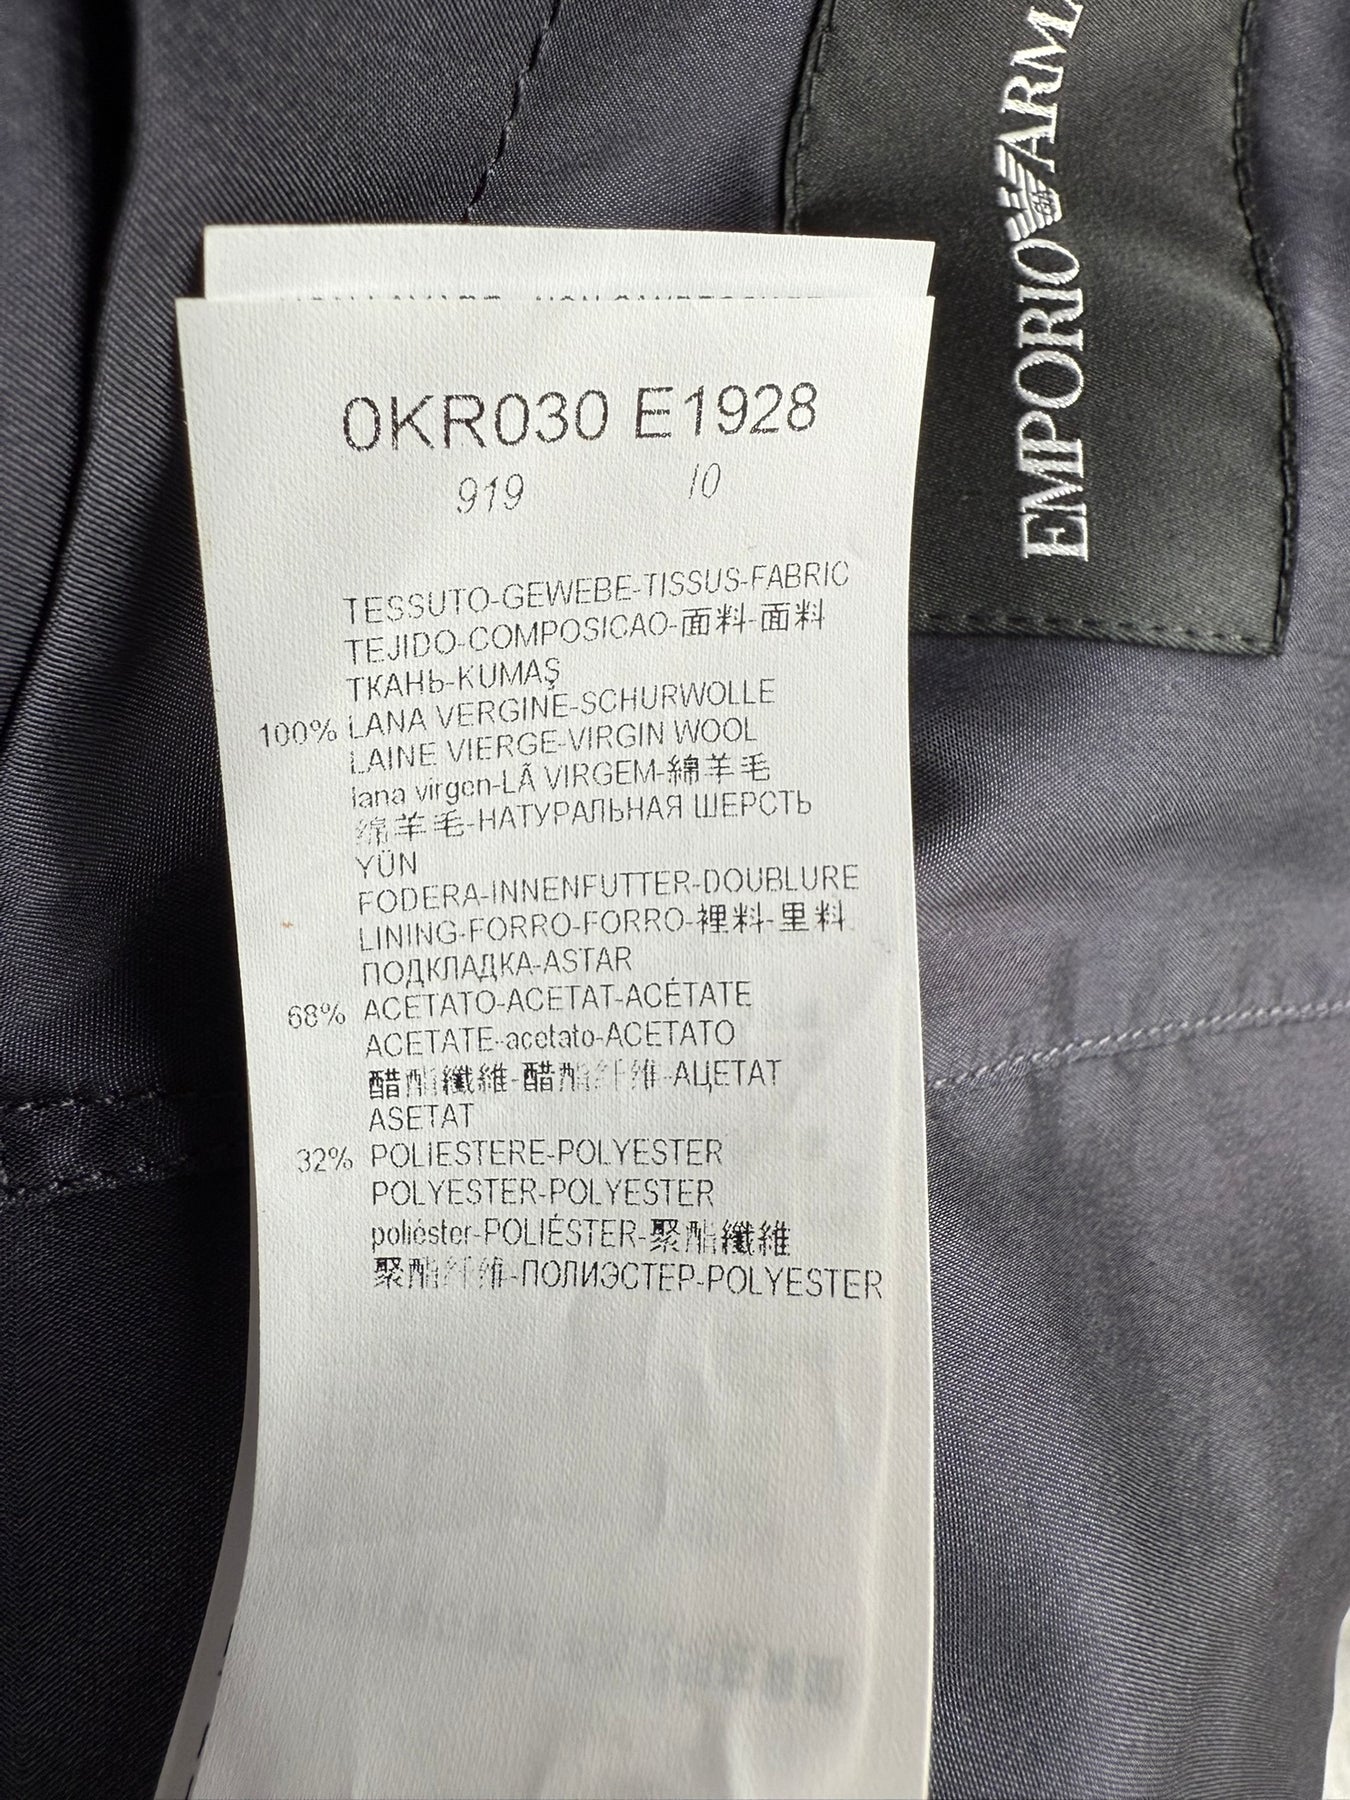 EMPORIO ARMA
0KR030 E1928
919 10
TESSUTO-GEWEBE-TISSUS-FABRIC
TEJIDO-COMPOSICAO-面料-面料
ТКАНЬ-KUMAŞ
100% LANA VERGINE-SCHURWOLLE
LAINE VIERGE-VIRGIN WOOL
lana virgen-LÃ VIRGEM-綿羊毛
绵羊毛-НАТУРАЛЬНАЯ ШЕРСТЬ
YÜN
FODERA-INNENFUTTER-DOUBLURE
LINING-FORRO-FORRO-裡料-里料
ПОДКЛАДКА-ASTAR
68% ACETATO-ACETAT-ACÉTATE
ACETATE-acetato-ACETATO
醋酯纖維-醋酯纤维-АЦЕТАТ
ASETAT
32% POLIESTERE-POLYESTER
POLYESTER-POLYESTER
poliéster-POLIÉSTER-聚酯纖維
聚酯纤维-ПОЛИЭСТЕР-POLYESTER